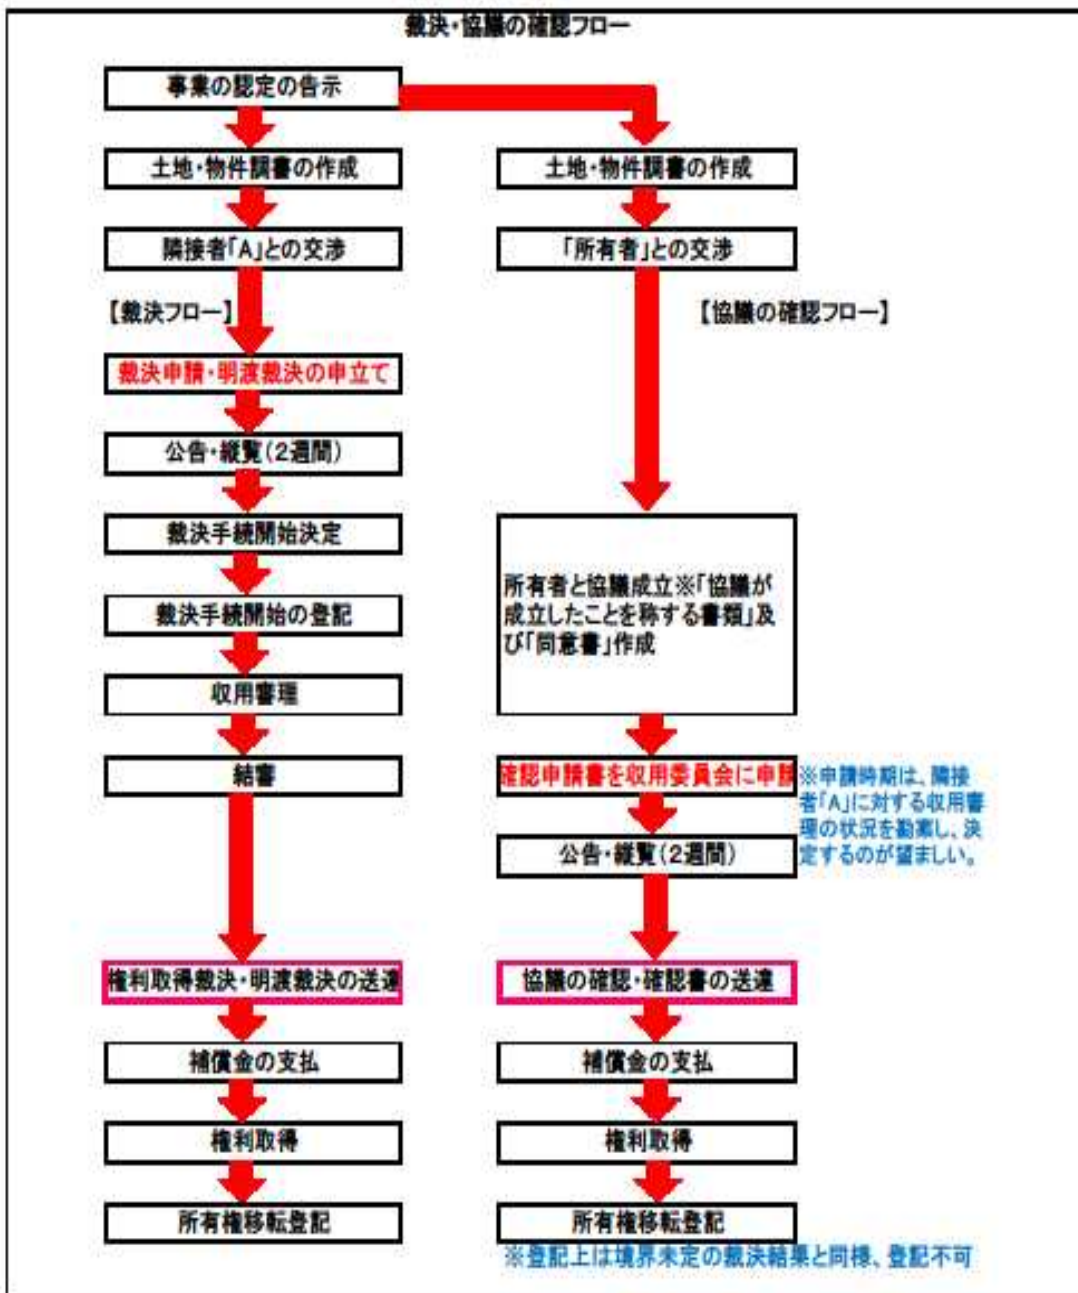 裁決・協議の確認フロー
事業の認定の告示
土地・物件調書の作成
隣接者「A」との交渉
【裁決フロー】
裁決申請・明渡裁決の申立て
公告・縦覧(2週間)
裁決手続開始決定
裁決手続開始の登記
収用審理
結審
権利取得裁決・明渡裁決の送達
補償金の支払
権利取得
所有権移転登記
土地・物件調書の作成
「所有者」との交渉
【協議の確認フロー】
所有者と協議成立※「協議が
成立したことを称する書類」及
び「同意書」作成
確認申請書を収用委員会に申請
※申請時期は、隣接
者「A」に対する収用審
理の状況を勘案し、決
定するのが望ましい。
公告・縦覧(2週間)
協議の確認・確認書の送達
補償金の支払
権利取得
所有権移転登記
※登記上は境界未定の裁決結果と同様、登記不可